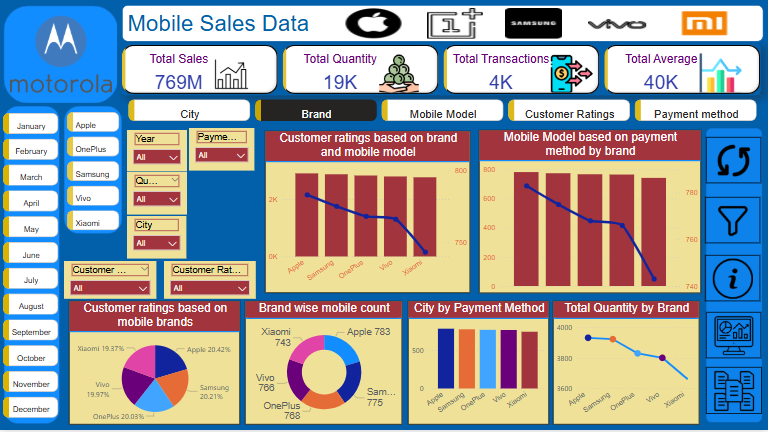 Mobile Sales Data
SAMSUNG
vivo
mi
motorola
Total Sales
769M
Total Quantity
19K
Total Transactions
4K
Total Average
40K
City
Brand
Mobile Model
Customer Ratings
Payment method
January
February
March
April
May
June
July
August
September
October
November
December
Apple
OnePlus
Samsung
Vivo
Xiaomi
Year
All
Payme...
All
Qu...
All
City
All
Customer ...
All
Customer Rat...
All
Customer ratings based on brand
and mobile model
2K
0K
800
750
Apple
Samsung
OnePlus
Vivo
Xiaomi
Mobile Model based on payment
method by brand
800
600
400
200
0
780
760
740
Customer ratings based on
mobile brands
Xiaomi 19.37%
Apple 20.42%
Vivo
19.97%
Samsung
20.21%
OnePlus 20.03%
Brand wise mobile count
Xiaomi
743
Apple 783
Vivo
766
Sam...
775
OnePlus
768
City by Payment Method
500
0
Apple
Samsung
OnePlus
Vivo
Xiaomi
Total Quantity by Brand
4000
3800
3600
Apple
Samsung
OnePlus
Vivo
Xiaomi